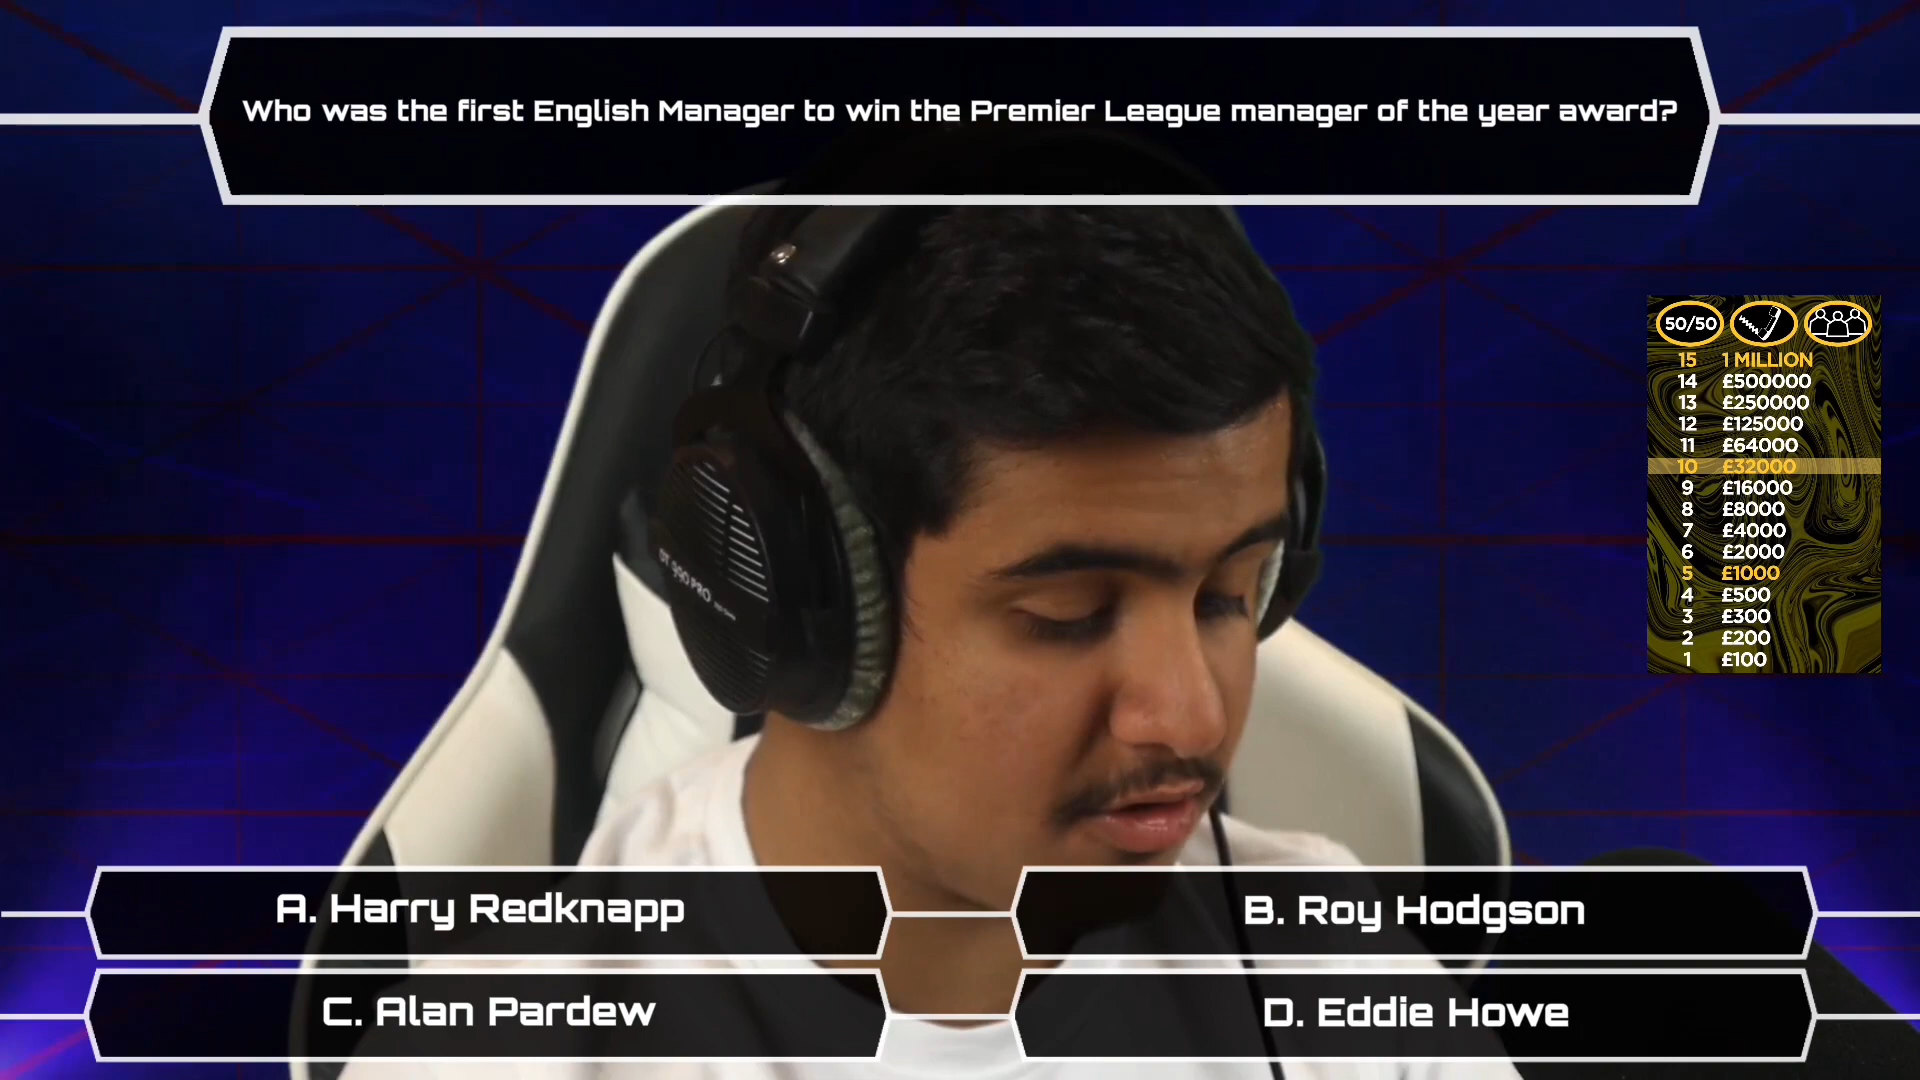 Who was the first English Manager to win the Premier League manager of the year award?
50/50
15 1 MILLION
14 £500000
13 £250000
12 £125000
11 £64000
10 £32000
9 £16000
8 £8000
7 £4000
6 £2000
5 £1000
4 £500
3 £300
2 £200
1 £100
DT 990 PRO
A. Harry Redknapp
B. Roy Hodgson
C. Alan Pardew
D. Eddie Howe